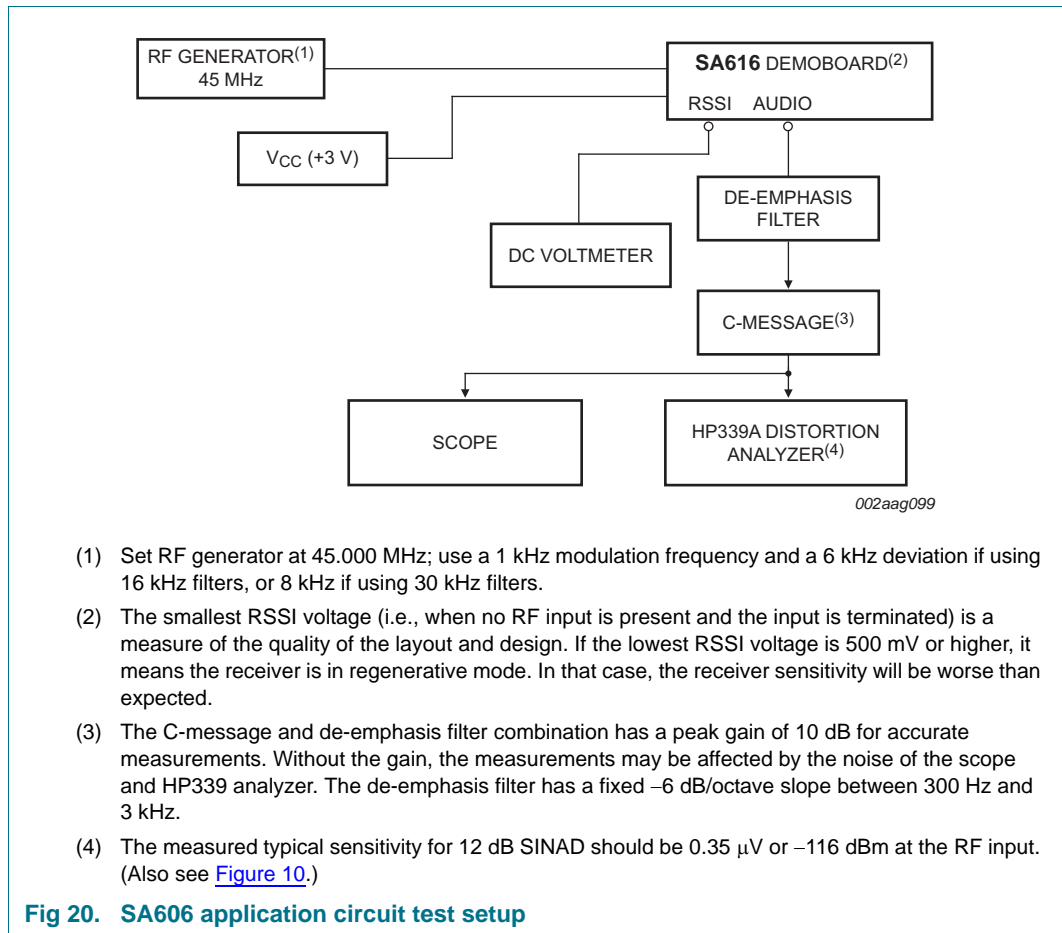 RF GENERATOR(1)
45 MHz
SA616 DEMOBOARD(2)
RSSI AUDIO
VCC (+3 V)
DE-EMPHASIS
FILTER
DC VOLTMETER
C-MESSAGE(3)
SCOPE
HP339A DISTORTION
ANALYZER(4)
002aag099
(1) Set RF generator at 45.000 MHz; use a 1 kHz modulation frequency and a 6 kHz deviation if using
16 kHz filters, or 8 kHz if using 30 kHz filters.
(2) The smallest RSSI voltage (i.e., when no RF input is present and the input is terminated) is a
measure of the quality of the layout and design. If the lowest RSSI voltage is 500 mV or higher, it
means the receiver is in regenerative mode. In that case, the receiver sensitivity will be worse than
expected.
(3) The C-message and de-emphasis filter combination has a peak gain of 10 dB for accurate
measurements. Without the gain, the measurements may be affected by the noise of the scope
and HP339 analyzer. The de-emphasis filter has a fixed −6 dB/octave slope between 300 Hz and
3 kHz.
(4) The measured typical sensitivity for 12 dB SINAD should be 0.35 μV or −116 dBm at the RF input.
(Also see Figure 10.)
Fig 20. SA606 application circuit test setup